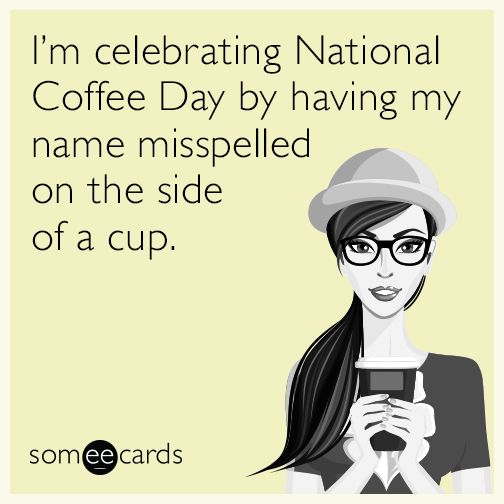 I'm celebrating National
Coffee Day by having my
name misspelled
on the side
of a cup.
someecards